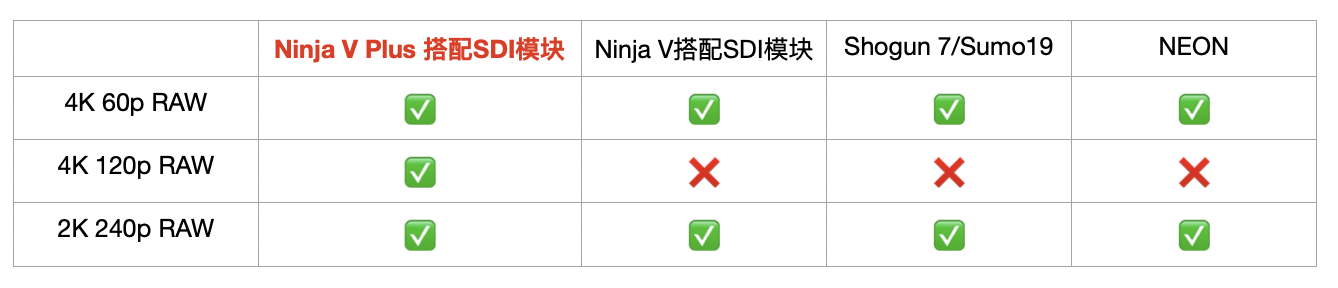 Ninja V Plus 搭配SDI模块 Ninja V搭配SDI模块 Shogun 7/Sumo19 NEON
4K 60p RAW ✅ ✅ ✅ ✅
4K 120p RAW ✅ ❌ ❌ ❌
2K 240p RAW ✅ ✅ ✅ ✅